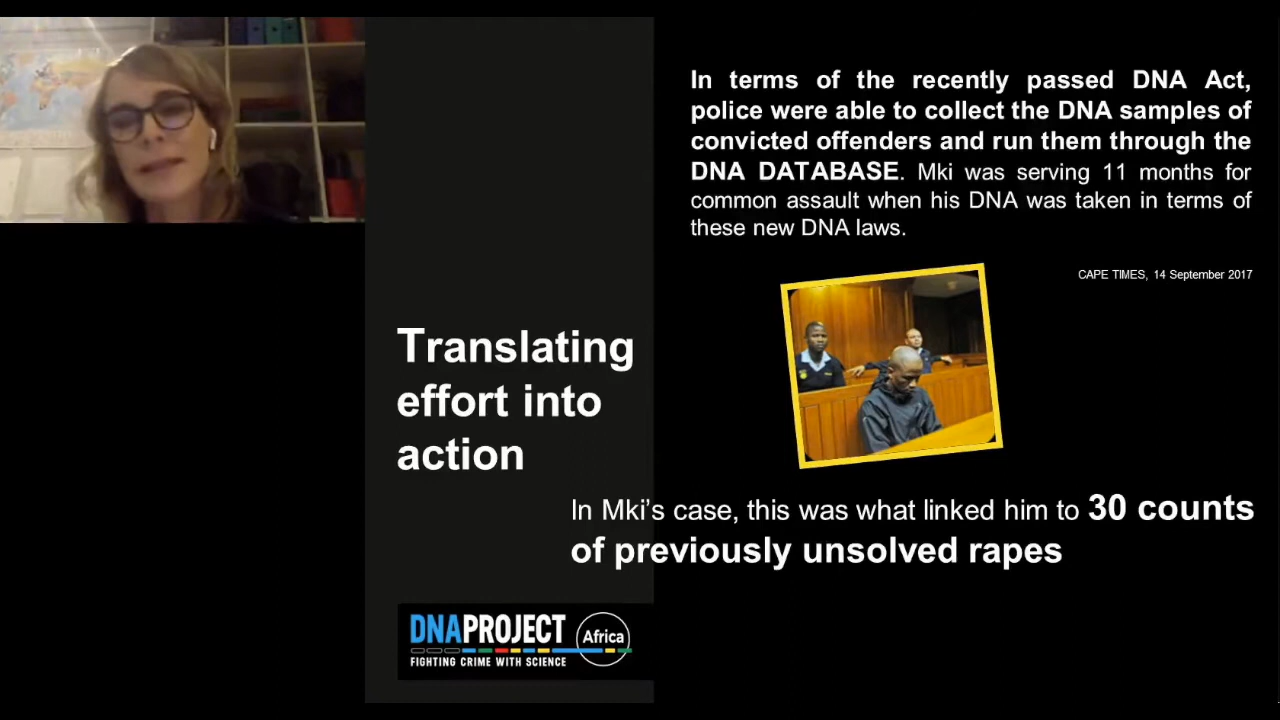 In terms of the recently passed DNA Act,
police were able to collect the DNA samples of
convicted offenders and run them through the
DNA DATABASE. Mki was serving 11 months for
common assault when his DNA was taken in terms of
these new DNA laws.
CAPE TIMES, 14 September 2017
Translating
effort into
action
In Mki’s case, this was what linked him to 30 counts
of previously unsolved rapes
DNAPROJECT Africa
FIGHTING CRIME WITH SCIENCE